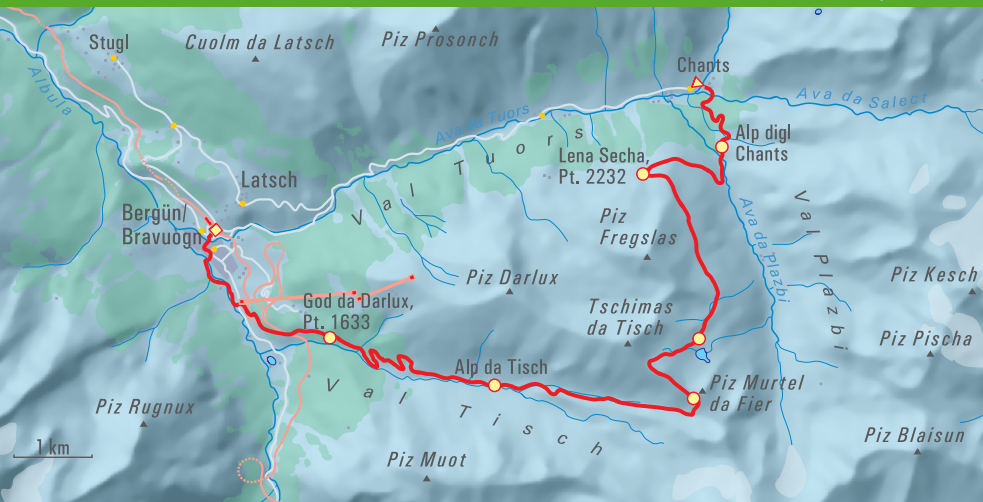 Stugl
Cuolm da Latsch
Piz Prosonch
Chants
Albula
Ava da Tuors
Ava da Salect
Alp digl
Chants
Lena Secha,
Pt. 2232
Val Tuors
Latsch
Bergün/
Bravuogn
Piz
Fregslas
Ava da Plazbi
Val Plazbi
Piz Darlux
Piz Kesch
God da Darlux,
Pt. 1633
Tschimas
da Tisch
Piz Pischa
Alp da Tisch
Val Tisch
Piz Murtel
da Fier
Piz Rugnux
Piz Blaisun
1 km
Piz Muot